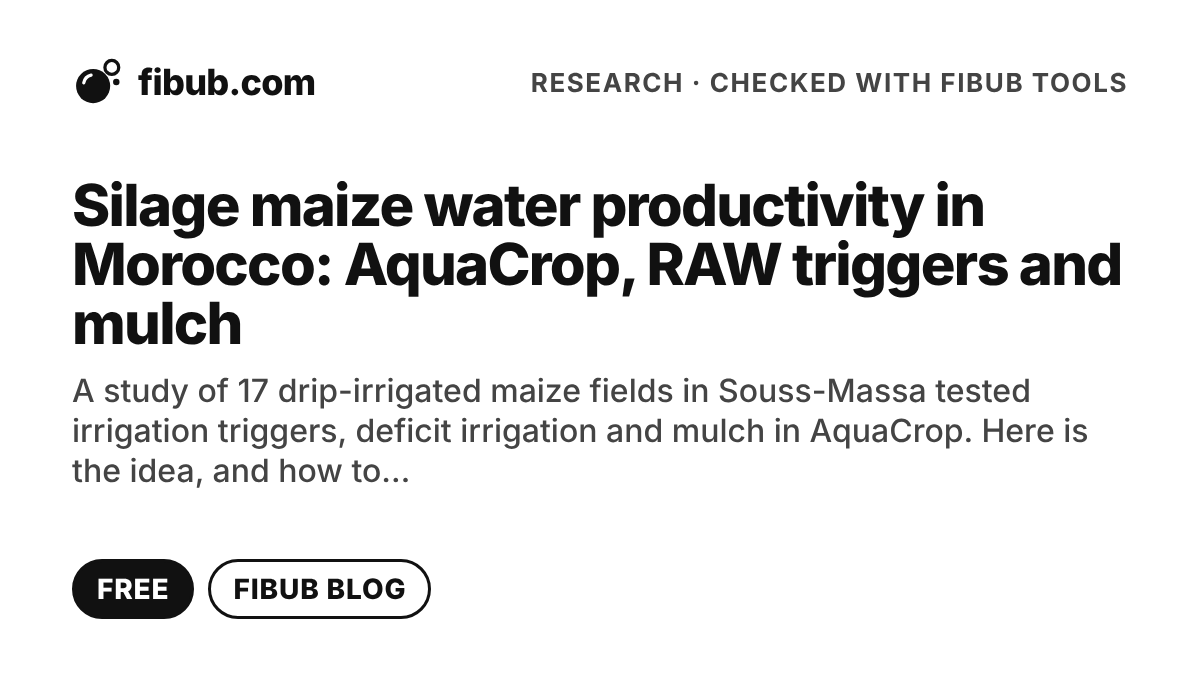 fibub.com
RESEARCH · CHECKED WITH FIBUB TOOLS
Silage maize water productivity in
Morocco: AquaCrop, RAW triggers and
mulch
A study of 17 drip-irrigated maize fields in Souss-Massa tested
irrigation triggers, deficit irrigation and mulch in AquaCrop. Here is
the idea, and how to…
FREE
FIBUB BLOG